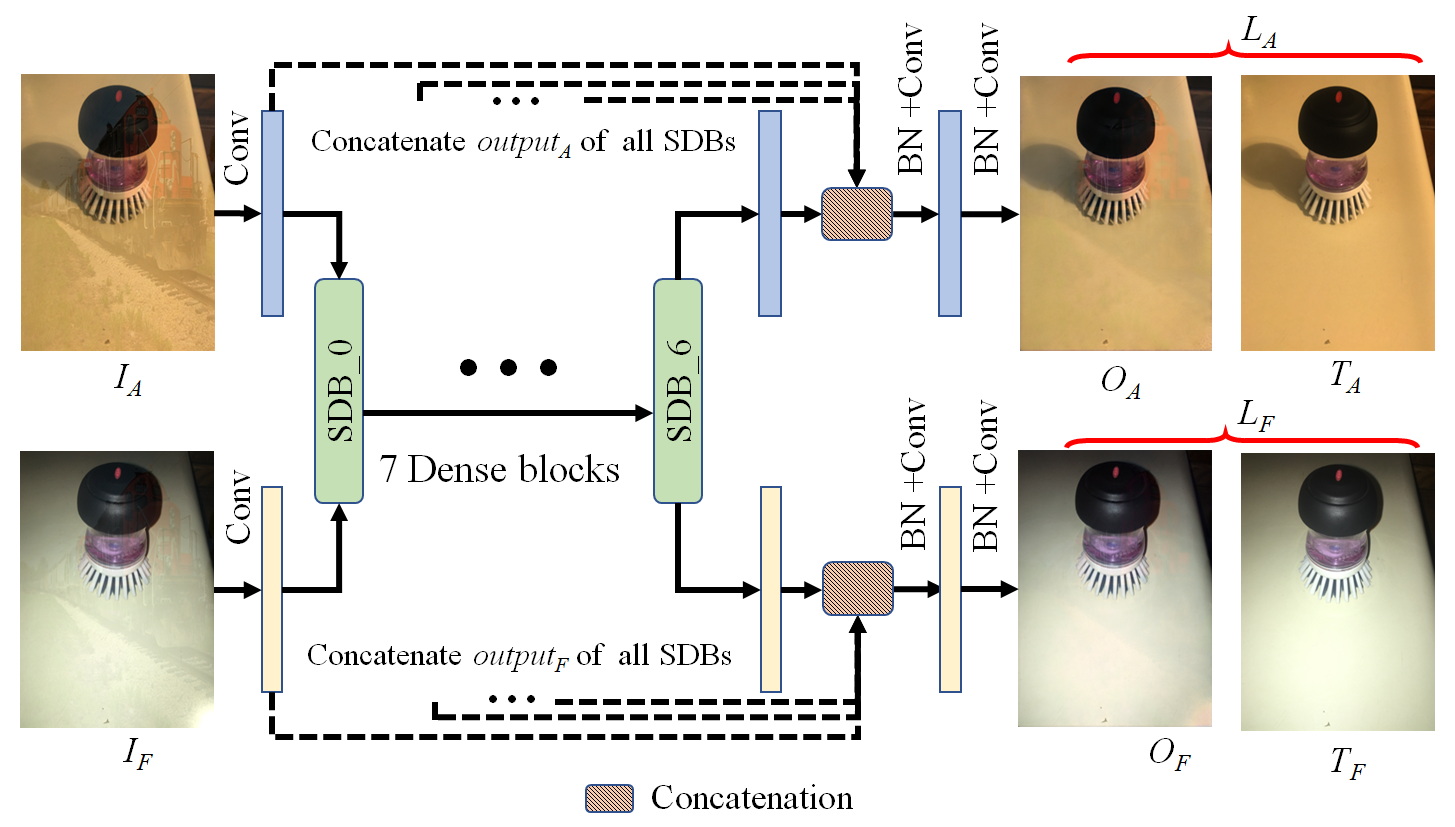 L_A
Conv
BN +Conv
BN +Conv
Concatenate output_A of all SDBs
I_A
SDB_0
SDB_6
O_A
T_A
L_F
7 Dense blocks
Conv
BN +Conv
BN +Conv
Concatenate output_F of all SDBs
I_F
O_F
T_F
Concatenation